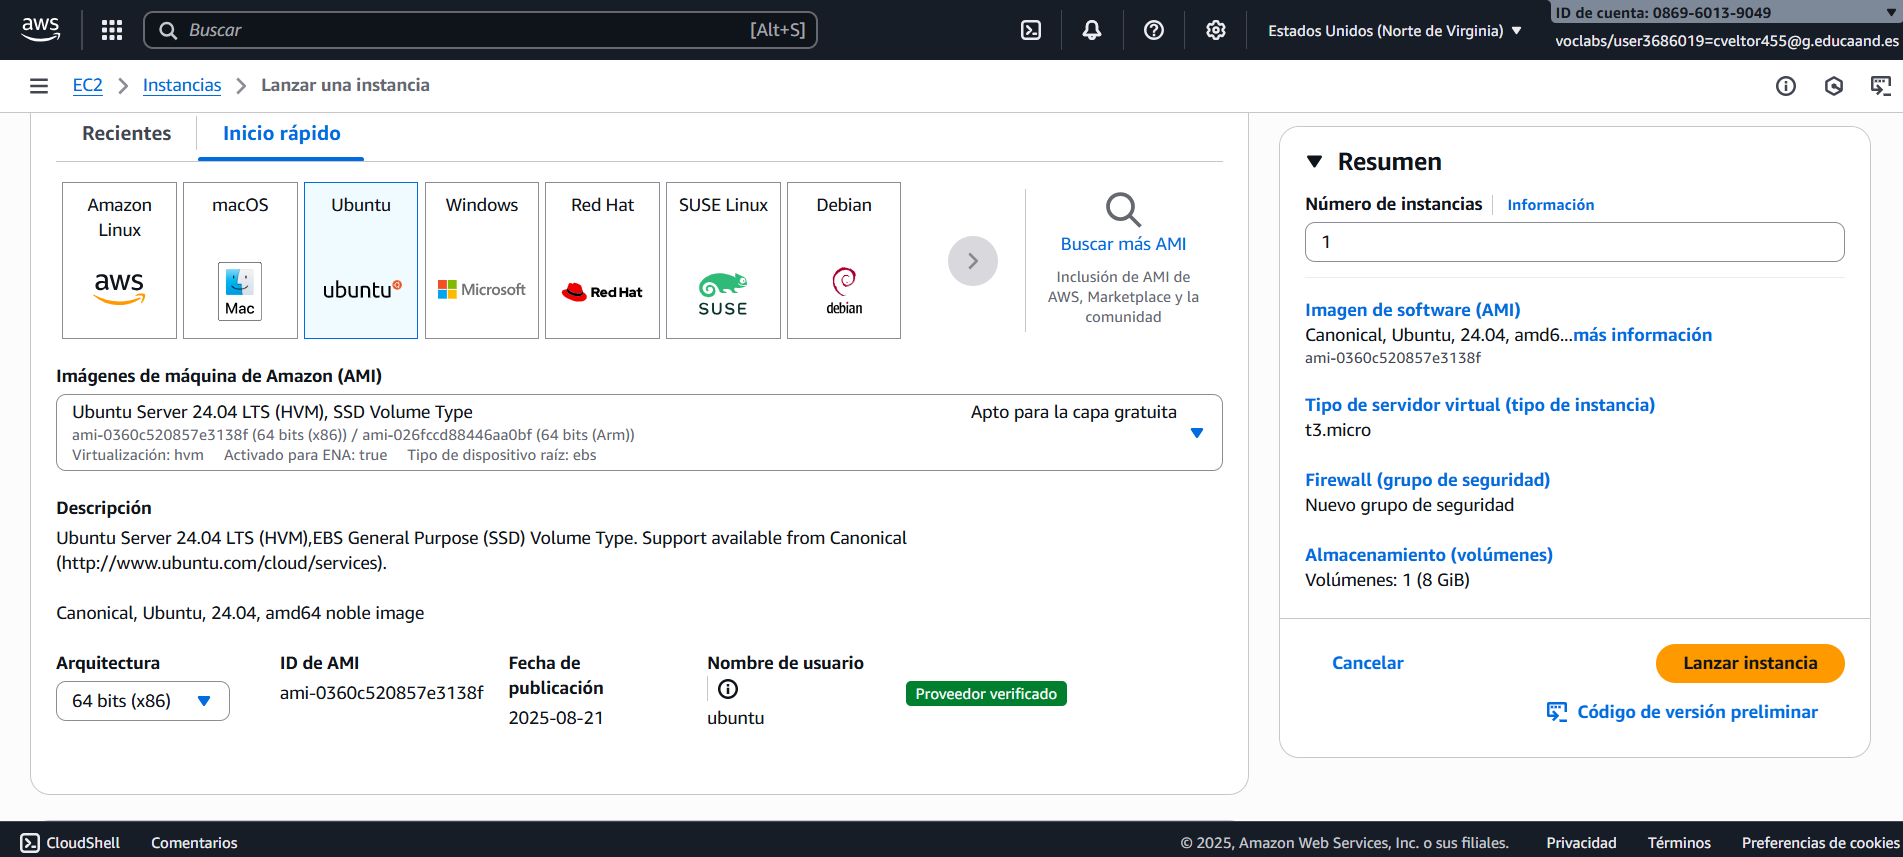 aws
Buscar
[Alt+S]
Estados Unidos (Norte de Virginia)
ID de cuenta: 0869-6013-9049
voclabs/user3686019=cveltor455@g.educaand.es
EC2
Instancias
Lanzar una instancia
Recientes
Inicio rápido
Amazon
Linux
aws
macOS
Mac
Ubuntu
ubuntu
Windows
Microsoft
Red Hat
Red Hat
SUSE Linux
SUSE
Debian
debian
Buscar más AMI
Inclusión de AMI de
AWS, Marketplace y la
comunidad
Imágenes de máquina de Amazon (AMI)
Ubuntu Server 24.04 LTS (HVM), SSD Volume Type
Apto para la capa gratuita
ami-0360c520857e3138f (64 bits (x86)) / ami-026fccd88446aa0bf (64 bits (Arm))
Virtualización: hvm Activado para ENA: true Tipo de dispositivo raíz: ebs
Descripción
Ubuntu Server 24.04 LTS (HVM),EBS General Purpose (SSD) Volume Type. Support available from Canonical
(http://www.ubuntu.com/cloud/services).
Canonical, Ubuntu, 24.04, amd64 noble image
Arquitectura
64 bits (x86)
ID de AMI
ami-0360c520857e3138f
Fecha de
publicación
2025-08-21
Nombre de usuario
ubuntu
Proveedor verificado
Resumen
Número de instancias
Información
1
Imagen de software (AMI)
Canonical, Ubuntu, 24.04, amd6...más información
ami-0360c520857e3138f
Tipo de servidor virtual (tipo de instancia)
t3.micro
Firewall (grupo de seguridad)
Nuevo grupo de seguridad
Almacenamiento (volúmenes)
Volúmenes: 1 (8 GiB)
Cancelar
Lanzar instancia
Código de versión preliminar
CloudShell
Comentarios
© 2025, Amazon Web Services, Inc. o sus filiales.
Privacidad
Términos
Preferencias de cookies